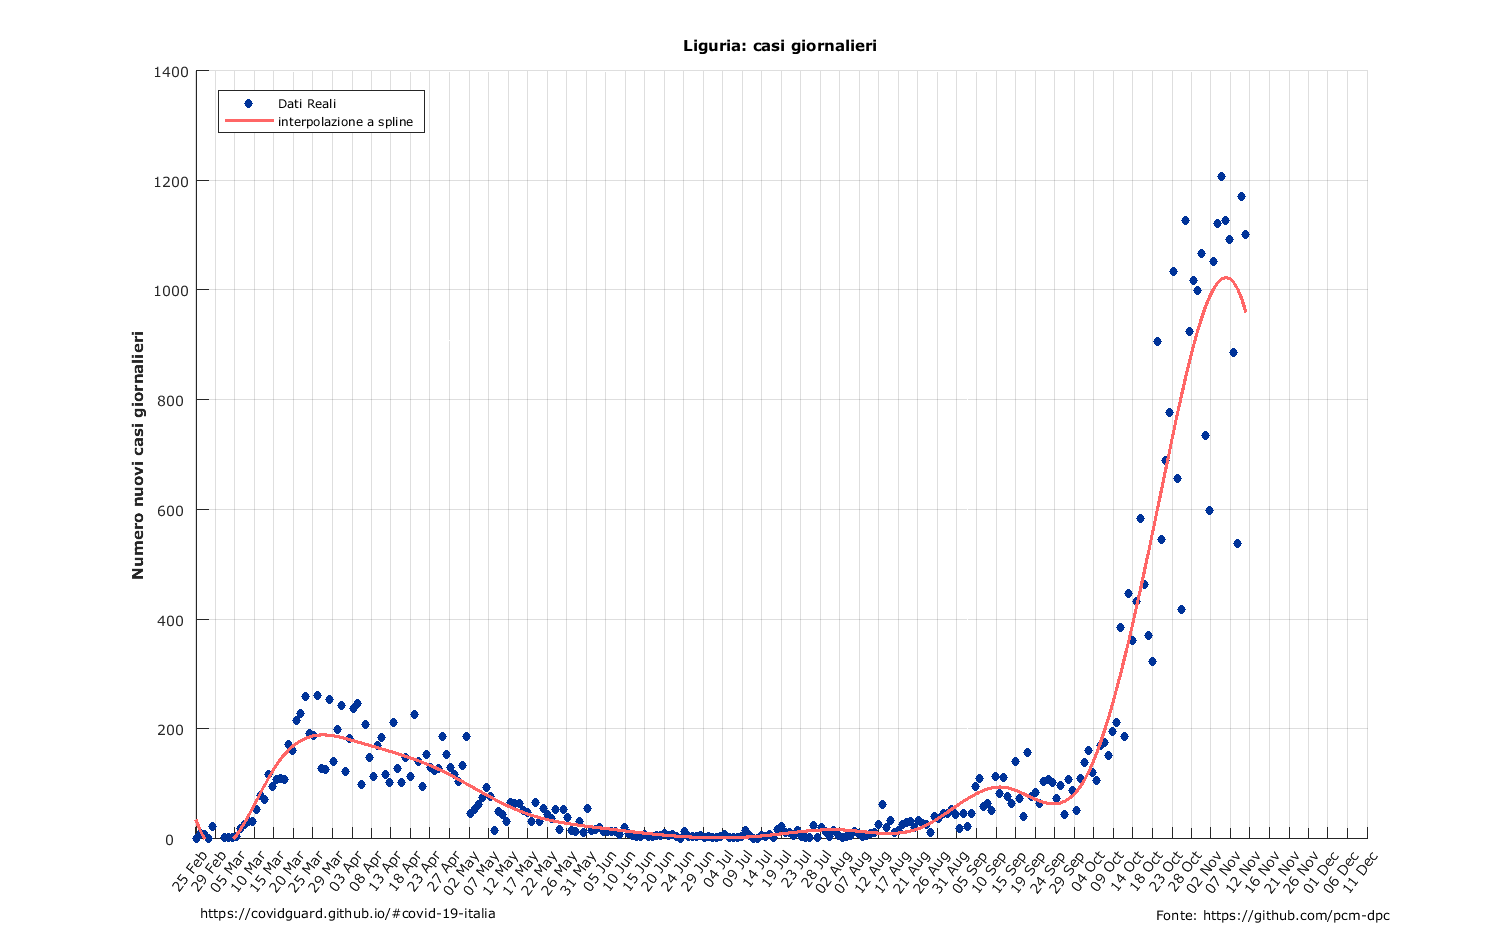 Liguria: casi giornalieri
1400
1200
1000
800
600
400
200
0
Numero nuovi casi giornalieri
Dati Reali
interpolazione a spline
25 Feb
29 Feb
05 Mar
10 Mar
15 Mar
20 Mar
25 Mar
29 Mar
03 Apr
08 Apr
13 Apr
18 Apr
23 Apr
27 Apr
02 May
07 May
12 May
17 May
22 May
26 May
31 May
05 Jun
10 Jun
15 Jun
20 Jun
24 Jun
29 Jun
04 Jul
09 Jul
14 Jul
19 Jul
23 Jul
28 Jul
02 Aug
07 Aug
12 Aug
17 Aug
21 Aug
26 Aug
31 Aug
05 Sep
10 Sep
15 Sep
19 Sep
24 Sep
29 Sep
04 Oct
09 Oct
14 Oct
18 Oct
23 Oct
28 Oct
02 Nov
07 Nov
12 Nov
16 Nov
21 Nov
26 Nov
01 Dec
06 Dec
11 Dec
https://covidguard.github.io/#covid-19-italia
Fonte: https://github.com/pcm-dpc